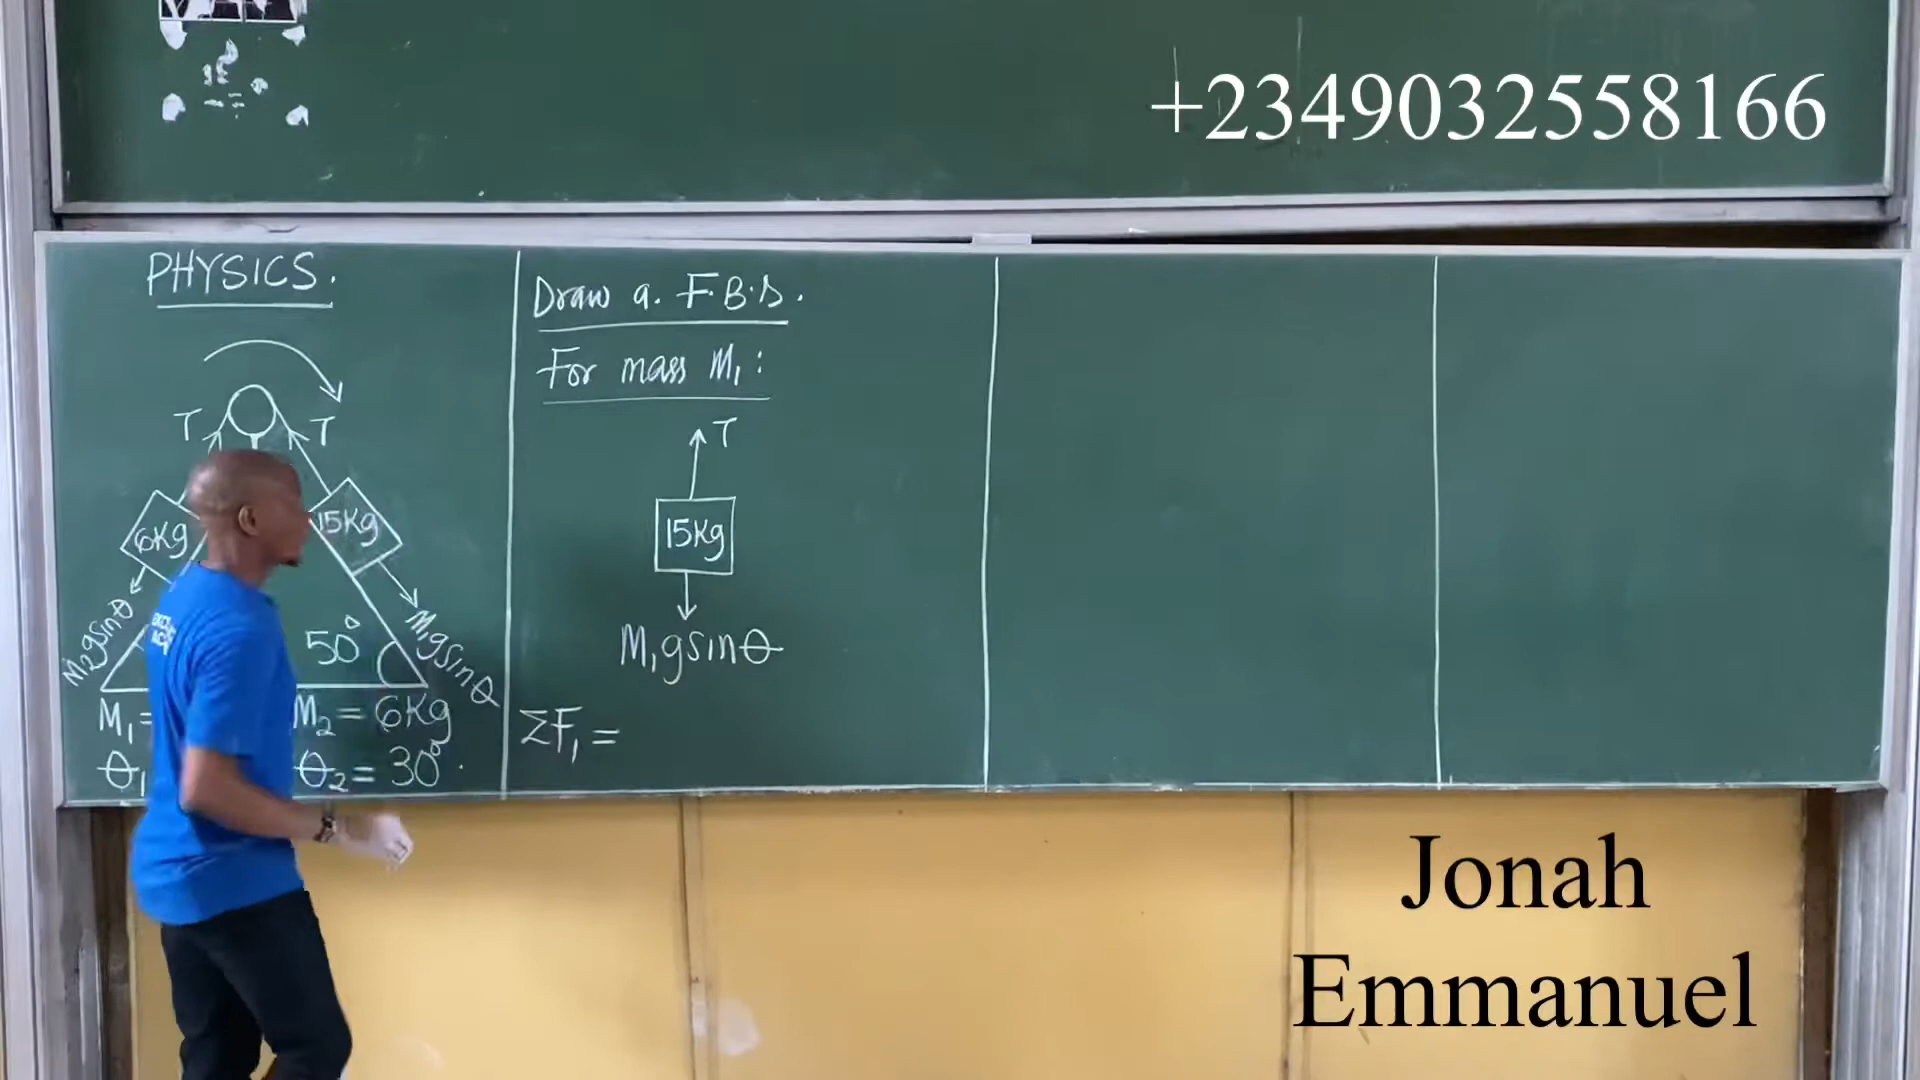 +2349032558166
PHYSICS.
T T
6Kg 15Kg
M₂gsinθ 50° M₁gsinθ
M₁= M₂ = 6Kg
θ₁ θ₂ = 30°.
Draw a. F.B.D.
For mass M₁:
T
15Kg
M₁gsinθ
ΣF₁ =
Jonah
Emmanuel